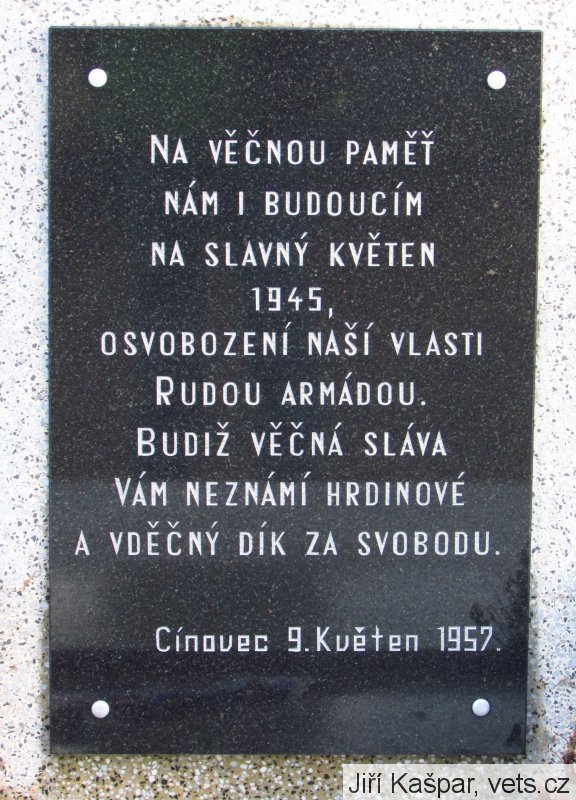 Na věčnou paměť
nám i budoucím
na slavný květen
1945,
osvobození naší vlasti
Rudou armádou.
Budiž věčná sláva
Vám neznámí hrdinové
a vděčný dík za svobodu.
Cínovec 9. Květen 1957.
Jiří Kašpar, vets.cz